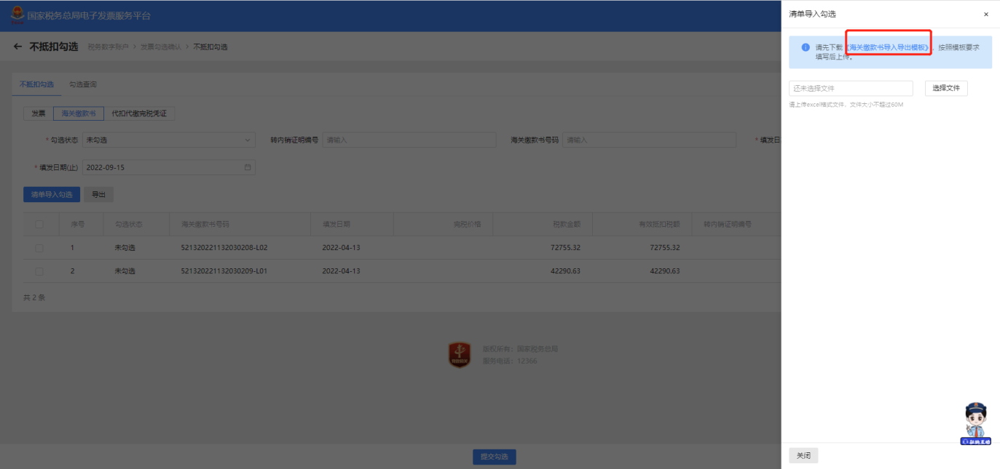 国家税务总局电子发票服务平台
不抵扣勾选 税务数字账户 > 发票勾选确认 > 不抵扣勾选
不抵扣勾选 勾选查询
发票 海关缴款书 代扣代缴完税凭证
* 勾选状态 未勾选 转内销证明编号 请输入 海关缴款书号码 请输入 * 填发日
* 填发日期(止) 2022-09-15
清单导入勾选 导出
序号 勾选状态 海关缴款书号码 填发日期 完税价格 税款金额 有效抵扣税额 转内销证明编号
1 未勾选 521320221132030208-L02 2022-04-13 72755.32 72755.32
2 未勾选 521320221132030209-L01 2022-04-13 42290.63 42290.63
共 2 条
版权所有：国家税务总局
服务电话：12366
提交勾选
清单导入勾选 ×
请先下载《海关缴款书导入导出模板》，按照模板要求
填写后上传。
还未选择文件 选择文件
请上传excel格式文件，文件大小不超过60M
征纳互动
关闭